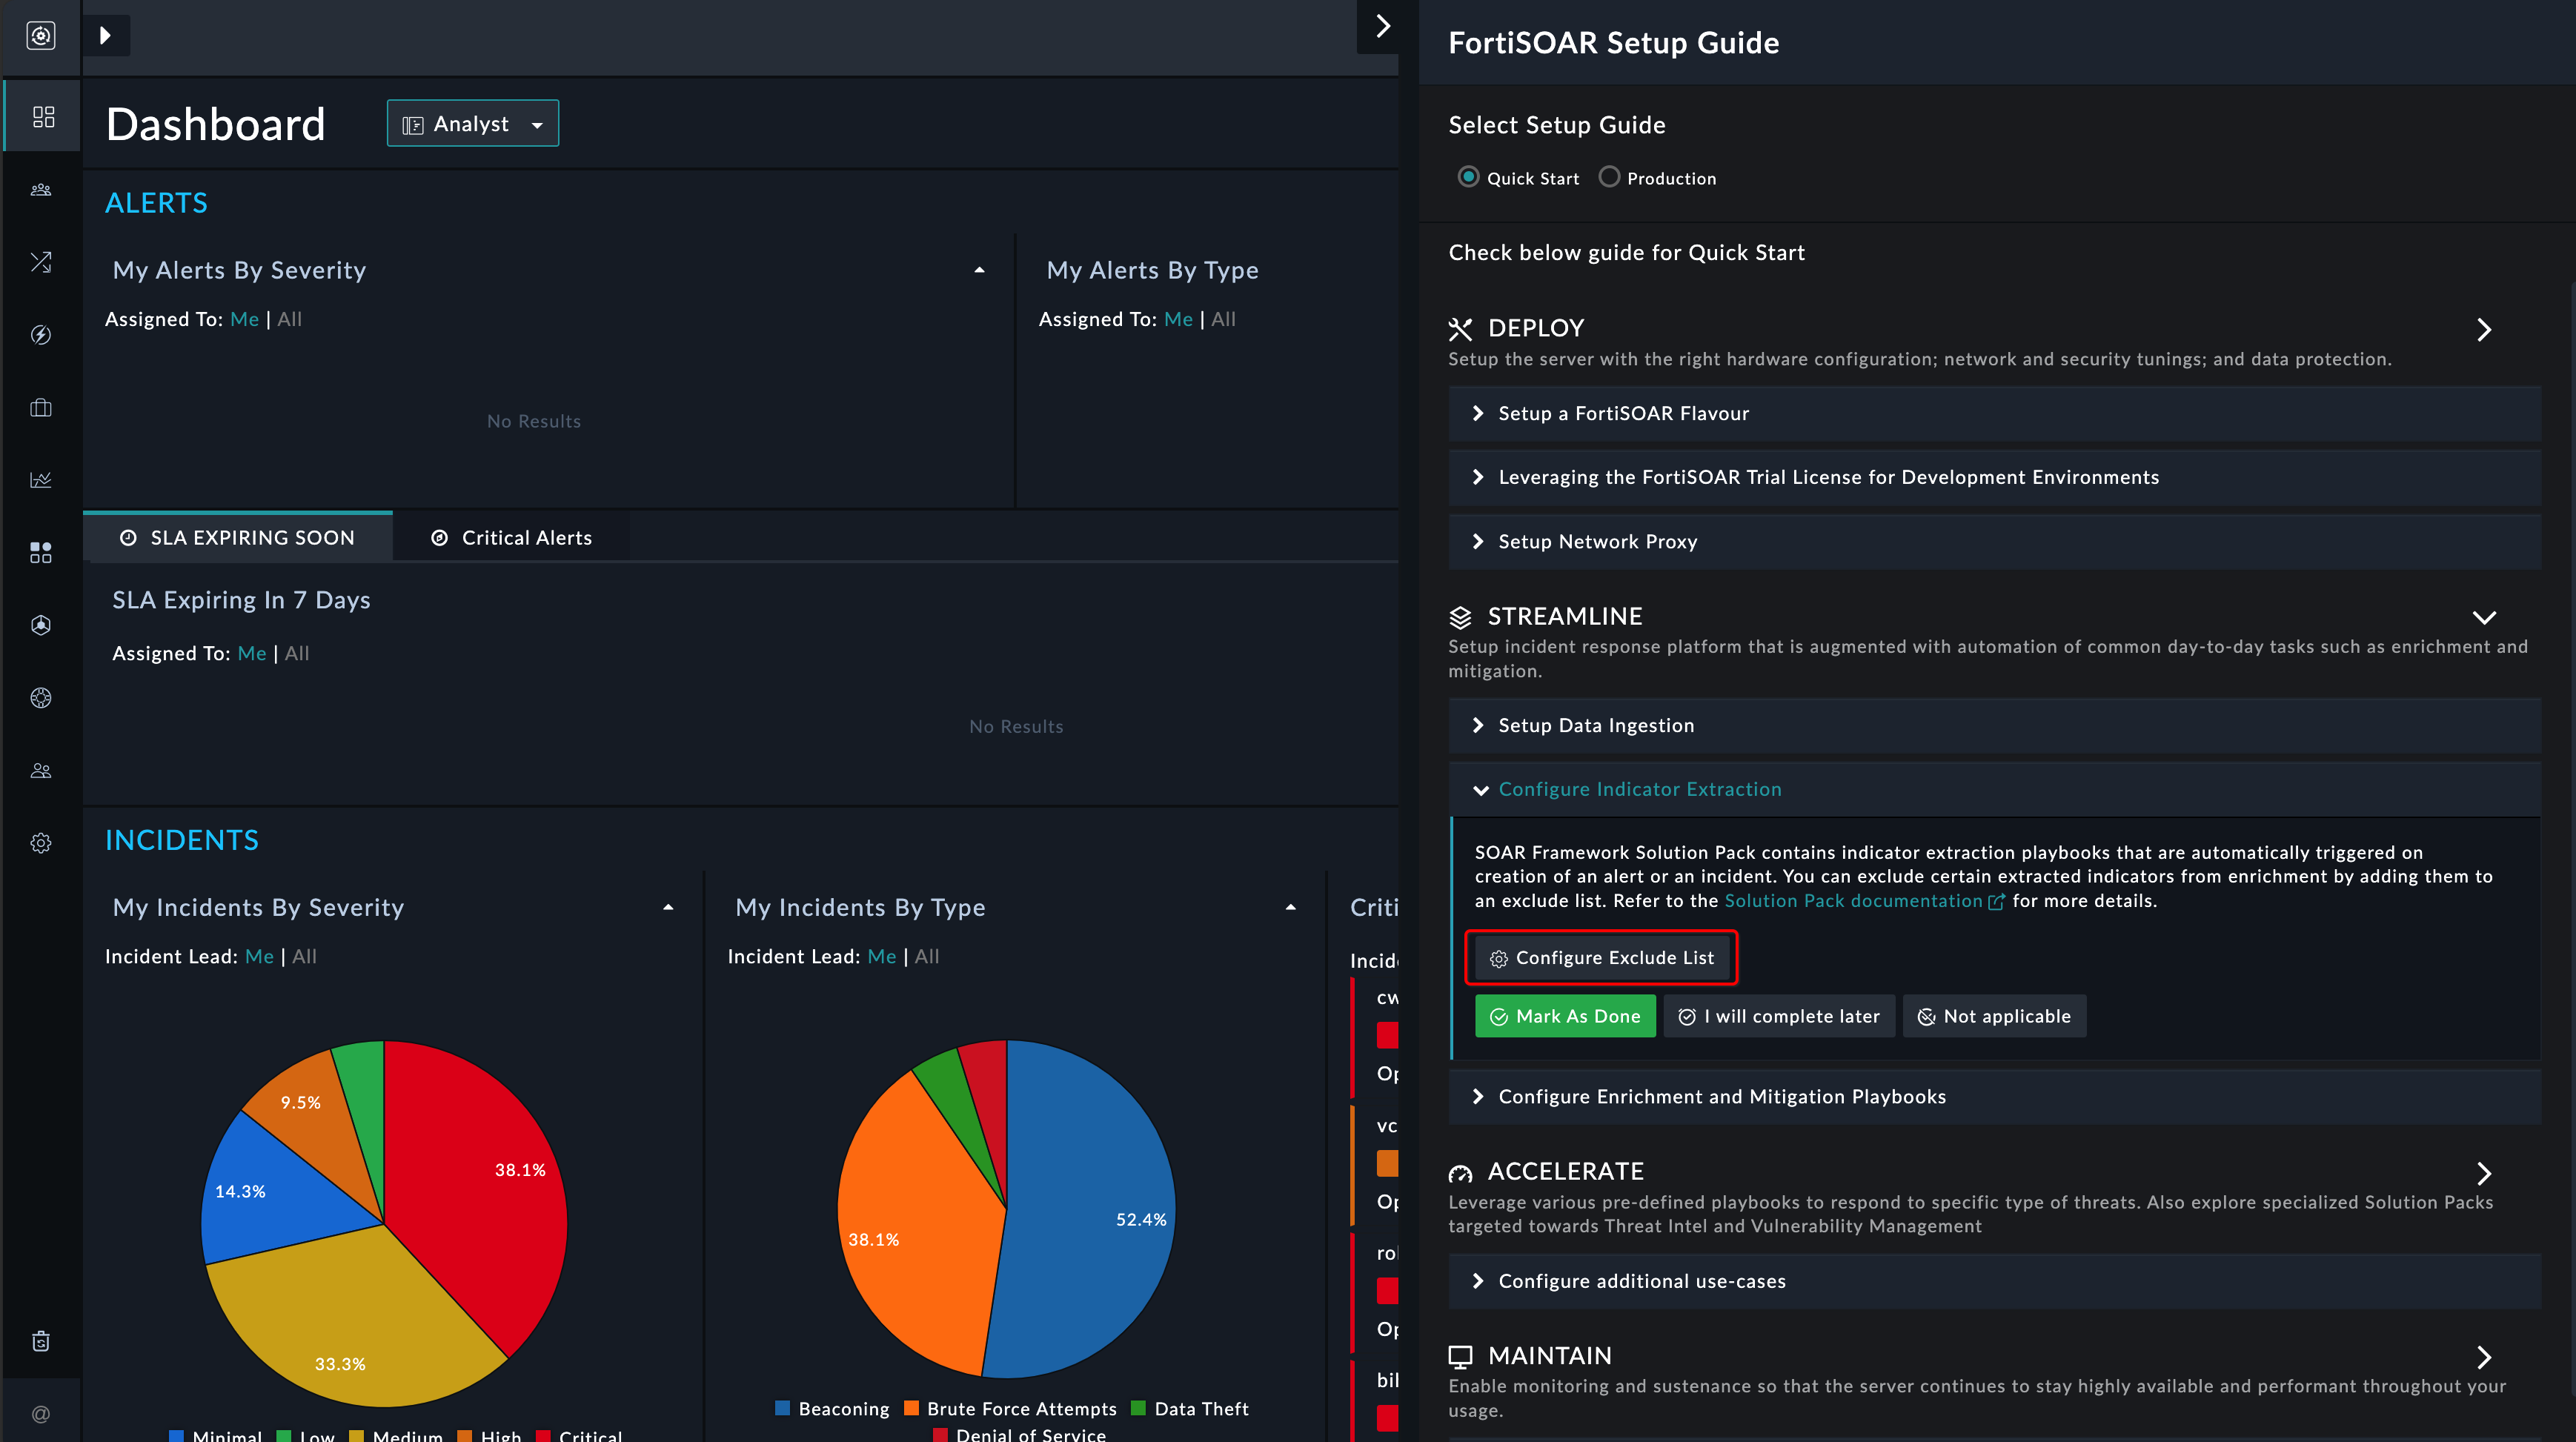 Dashboard
Analyst
ALERTS
My Alerts By Severity
Assigned To: Me | All
No Results
My Alerts By Type
Assigned To: Me | All
SLA EXPIRING SOON
Critical Alerts
SLA Expiring In 7 Days
Assigned To: Me | All
No Results
INCIDENTS
My Incidents By Severity
Incident Lead: Me | All
9.5%
38.1%
14.3%
33.3%
Minimal
Low
Medium
High
Critical
My Incidents By Type
Incident Lead: Me | All
52.4%
38.1%
Beaconing
Brute Force Attempts
Data Theft
Denial of Service
@
FortiSOAR Setup Guide
Select Setup Guide
Quick Start
Production
Check below guide for Quick Start
DEPLOY
Setup the server with the right hardware configuration; network and security tunings; and data protection.
Setup a FortiSOAR Flavour
Leveraging the FortiSOAR Trial License for Development Environments
Setup Network Proxy
STREAMLINE
Setup incident response platform that is augmented with automation of common day-to-day tasks such as enrichment and
mitigation.
Setup Data Ingestion
Configure Indicator Extraction
SOAR Framework Solution Pack contains indicator extraction playbooks that are automatically triggered on
creation of an alert or an incident. You can exclude certain extracted indicators from enrichment by adding them to
an exclude list. Refer to the Solution Pack documentation for more details.
Configure Exclude List
Mark As Done
I will complete later
Not applicable
Configure Enrichment and Mitigation Playbooks
ACCELERATE
Leverage various pre-defined playbooks to respond to specific type of threats. Also explore specialized Solution Packs
targeted towards Threat Intel and Vulnerability Management
Configure additional use-cases
MAINTAIN
Enable monitoring and sustenance so that the server continues to stay highly available and performant throughout your
usage.